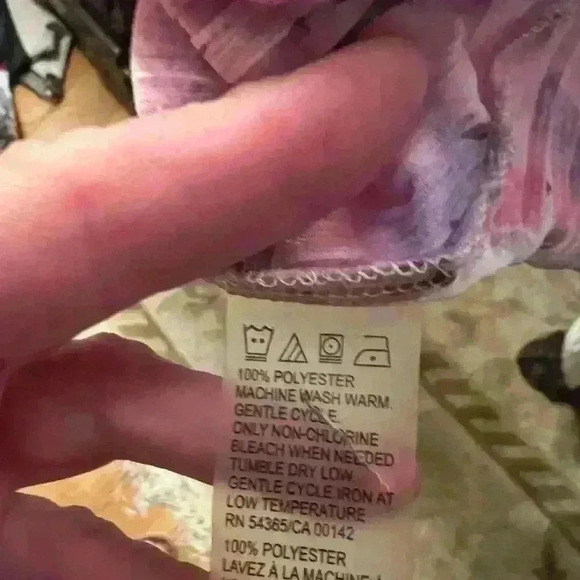 100% POLYESTER
MACHINE WASH WARM.
GENTLE CYCLE.
ONLY NON-CHLORINE
BLEACH WHEN NEEDED
TUMBLE DRY LOW
GENTLE CYCLE.IRON AT
LOW TEMPERATURE
RN 54365/CA 00142
100% POLYESTER
LAVEZ À LA MACHINE